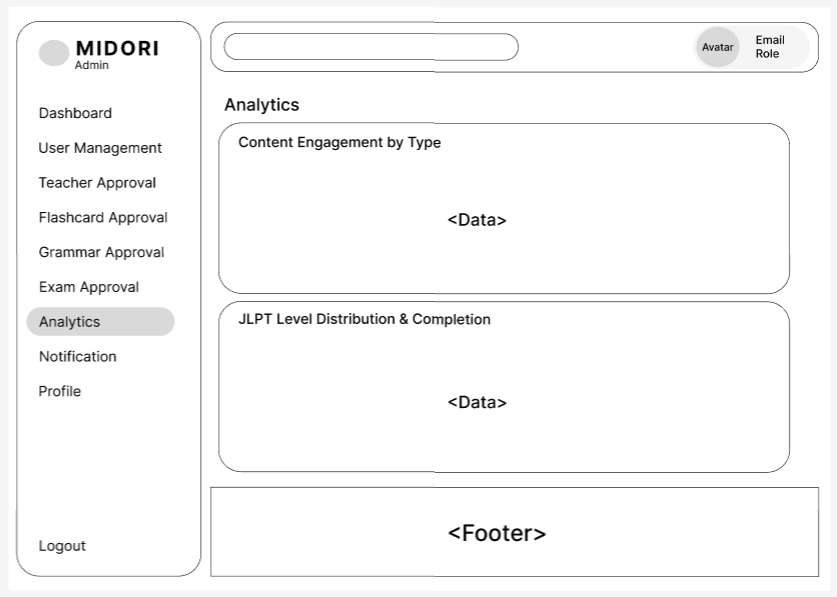 MIDORI
Admin
Dashboard
User Management
Teacher Approval
Flashcard Approval
Grammar Approval
Exam Approval
Analytics
Notification
Profile
Logout
Avatar
Email
Role
Analytics
Content Engagement by Type
<Data>
JLPT Level Distribution & Completion
<Data>
<Footer>